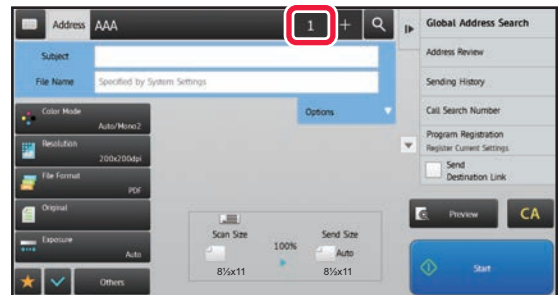 Address AAA 1 +
Subject
File Name Specified by System Settings
Options
Color Mode
Auto/Mono2
Resolution
200x200dpi
File Format
PDF
Original
Exposure
Auto
Others
Scan Size
8½x11
100%
Send Size
Auto
8½x11
Global Address Search
Address Review
Sending History
Call Search Number
Program Registration
Register Current Settings
Send
Destination Link
Preview
CA
Start